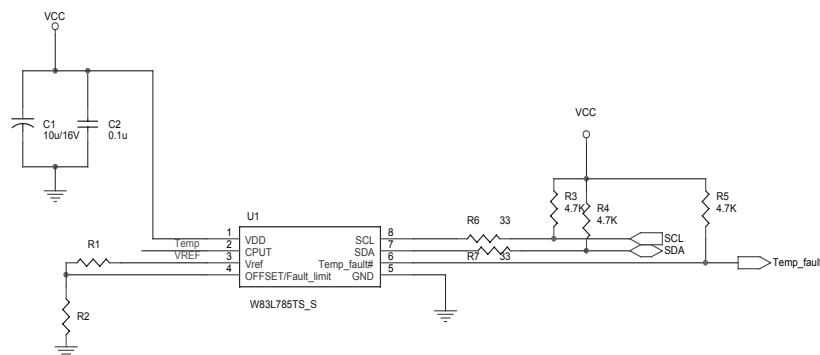 VCC
C1
10u/16V
C2
0.1u
VCC
R3
4.7K
R4
4.7K
R5
4.7K
U1
R6 33
R1
Temp
VREF
1 VDD SCL 8
2 CPUT SDA 7
3 Vref Temp_fault# 6
4 OFFSET/Fault_limit GND 5
SCL
SDA
R7 33
Temp_fault
W83L785TS_S
R2